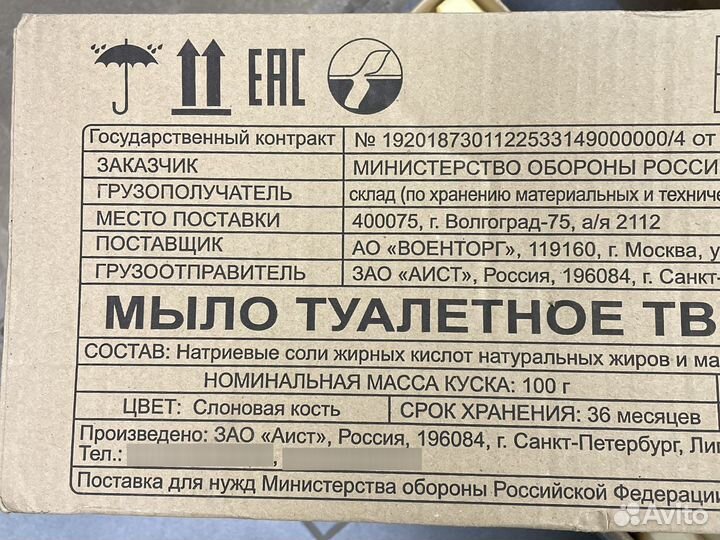 EAC
Государственный контракт № 1920187301122533149000000/4 от
ЗАКАЗЧИК МИНИСТЕРСТВО ОБОРОНЫ РОССИ
ГРУЗОПОЛУЧАТЕЛЬ склад (по хранению материальных и техниче
МЕСТО ПОСТАВКИ 400075, г. Волгоград-75, а/я 2112
ПОСТАВЩИК АО «ВОЕНТОРГ», 119160, г. Москва, у
ГРУЗООТПРАВИТЕЛЬ ЗАО «АИСТ», Россия, 196084, г. Санкт-
МЫЛО ТУАЛЕТНОЕ ТВ
СОСТАВ: Натриевые соли жирных кислот натуральных жиров и ма
НОМИНАЛЬНАЯ МАССА КУСКА: 100 г
ЦВЕТ: Слоновая кость СРОК ХРАНЕНИЯ: 36 месяцев
Произведено: ЗАО «Аист», Россия, 196084, г. Санкт-Петербург, Лиг
Тел.: ,
Поставка для нужд Министерства обороны Российской Федераци
Avito